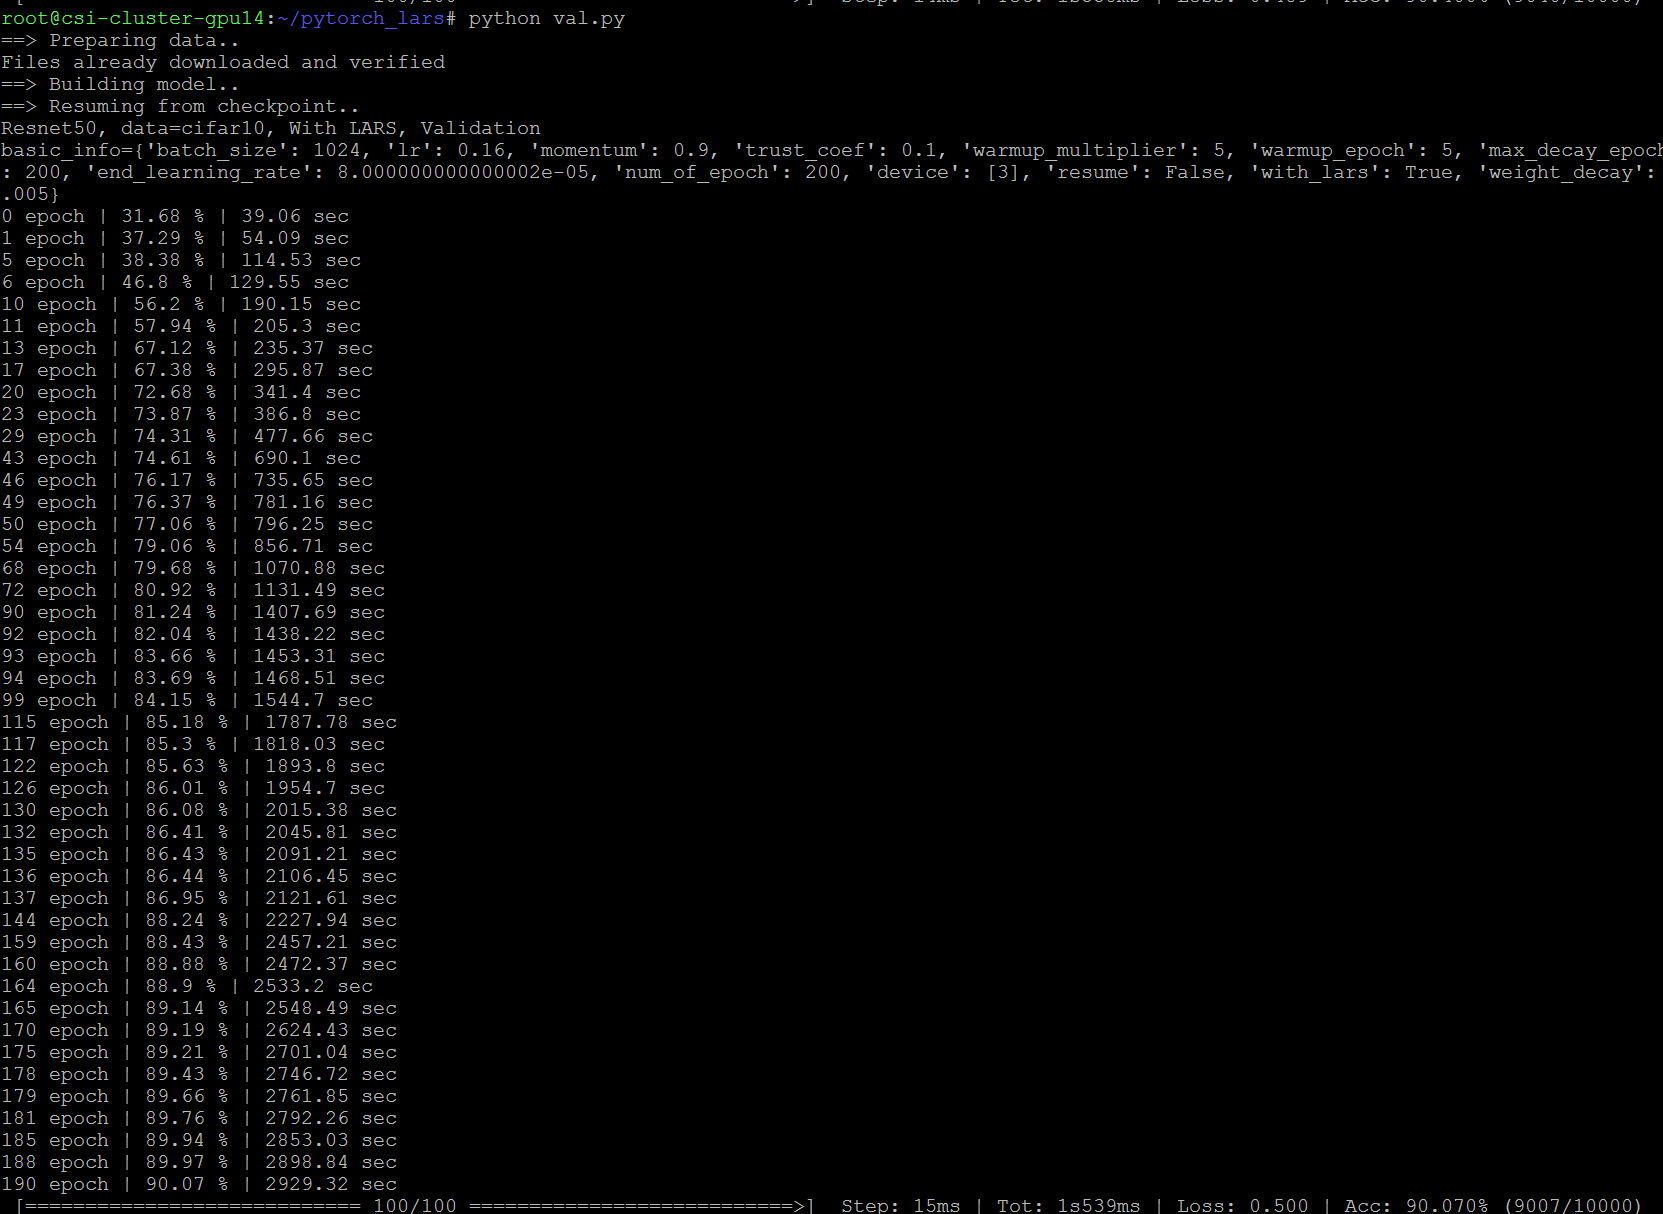 root@csi-cluster-gpu14:~/pytorch_lars# python val.py
==> Preparing data..
Files already downloaded and verified
==> Building model..
==> Resuming from checkpoint..
Resnet50, data=cifar10, With LARS, Validation
basic_info={'batch_size': 1024, 'lr': 0.16, 'momentum': 0.9, 'trust_coef': 0.1, 'warmup_multiplier': 5, 'warmup_epoch': 5, 'max_decay_epoch
: 200, 'end_learning_rate': 8.000000000000002e-05, 'num_of_epoch': 200, 'device': [3], 'resume': False, 'with_lars': True, 'weight_decay':
.005}
0 epoch | 31.68 % | 39.06 sec
1 epoch | 37.29 % | 54.09 sec
5 epoch | 38.38 % | 114.53 sec
6 epoch | 46.8 % | 129.55 sec
10 epoch | 56.2 % | 190.15 sec
11 epoch | 57.94 % | 205.3 sec
13 epoch | 67.12 % | 235.37 sec
17 epoch | 67.38 % | 295.87 sec
20 epoch | 72.68 % | 341.4 sec
23 epoch | 73.87 % | 386.8 sec
29 epoch | 74.31 % | 477.66 sec
43 epoch | 74.61 % | 690.1 sec
46 epoch | 76.17 % | 735.65 sec
49 epoch | 76.37 % | 781.16 sec
50 epoch | 77.06 % | 796.25 sec
54 epoch | 79.06 % | 856.71 sec
68 epoch | 79.68 % | 1070.88 sec
72 epoch | 80.92 % | 1131.49 sec
90 epoch | 81.24 % | 1407.69 sec
92 epoch | 82.04 % | 1438.22 sec
93 epoch | 83.66 % | 1453.31 sec
94 epoch | 83.69 % | 1468.51 sec
99 epoch | 84.15 % | 1544.7 sec
115 epoch | 85.18 % | 1787.78 sec
117 epoch | 85.3 % | 1818.03 sec
122 epoch | 85.63 % | 1893.8 sec
126 epoch | 86.01 % | 1954.7 sec
130 epoch | 86.08 % | 2015.38 sec
132 epoch | 86.41 % | 2045.81 sec
135 epoch | 86.43 % | 2091.21 sec
136 epoch | 86.44 % | 2106.45 sec
137 epoch | 86.95 % | 2121.61 sec
144 epoch | 88.24 % | 2227.94 sec
159 epoch | 88.43 % | 2457.21 sec
160 epoch | 88.88 % | 2472.37 sec
164 epoch | 88.9 % | 2533.2 sec
165 epoch | 89.14 % | 2548.49 sec
170 epoch | 89.19 % | 2624.43 sec
175 epoch | 89.21 % | 2701.04 sec
178 epoch | 89.43 % | 2746.72 sec
179 epoch | 89.66 % | 2761.85 sec
181 epoch | 89.76 % | 2792.26 sec
185 epoch | 89.94 % | 2853.03 sec
188 epoch | 89.97 % | 2898.84 sec
190 epoch | 90.07 % | 2929.32 sec
[============================ 100/100 ===========================>]  Step: 15ms | Tot: 1s539ms | Loss: 0.500 | Acc: 90.070% (9007/10000)